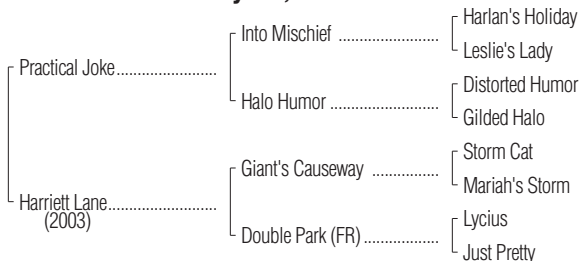 Harlan's Holiday
Into Mischief ........................
Leslie's Lady
Practical Joke........................
Distorted Humor
Halo Humor ..........................
Gilded Halo
Storm Cat
Giant's Causeway ................
Mariah's Storm
Harriett Lane..........................
(2003)
Lycius
Double Park (FR)..................
Just Pretty